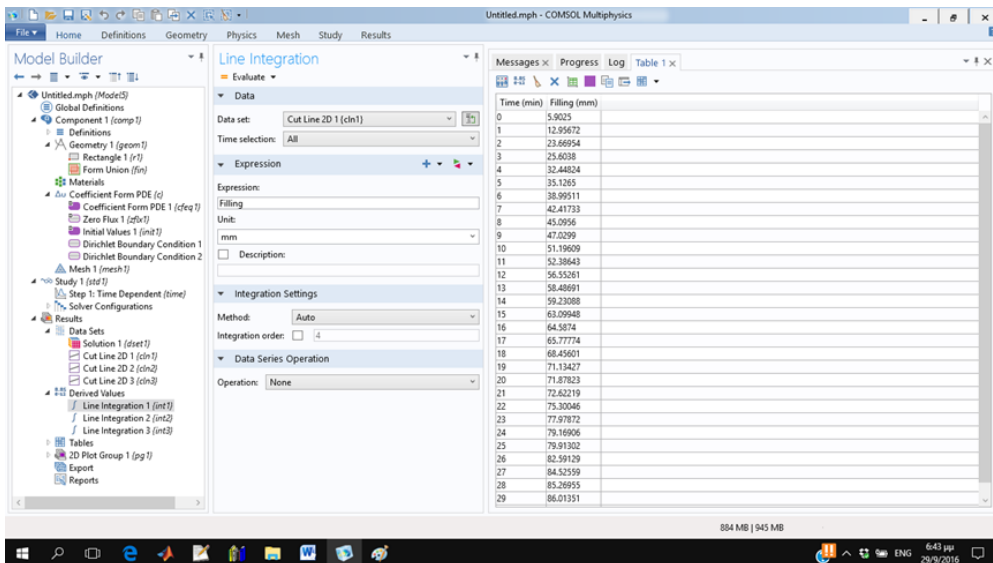 Untitled.mph - COMSOL Multiphysics
File Home Definitions Geometry Physics Mesh Study Results
Model Builder
Untitled.mph (Model5)
Global Definitions
Component 1 (comp1)
Definitions
Geometry 1 (geom1)
Rectangle 1 (r1)
Form Union (fin)
Materials
Coefficient Form PDE (c)
Coefficient Form PDE 1 (cfeq1)
Zero Flux 1 (zflx1)
Initial Values 1 (init1)
Dirichlet Boundary Condition 1
Dirichlet Boundary Condition 2
Mesh 1 (mesh1)
Study 1 (std1)
Step 1: Time Dependent (time)
Solver Configurations
Results
Data Sets
Solution 1 (dset1)
Cut Line 2D 1 (cln1)
Cut Line 2D 2 (cln2)
Cut Line 2D 3 (cln3)
Derived Values
Line Integration 1 (int1)
Line Integration 2 (int2)
Line Integration 3 (int3)
Tables
2D Plot Group 1 (pg1)
Export
Reports
Line Integration
= Evaluate
Data
Data set: Cut Line 2D 1 (cln1)
Time selection: All
Expression
Expression:
Filling
Unit:
mm
Description:
Integration Settings
Method: Auto
Integration order: 4
Data Series Operation
Operation: None
Messages Progress Log Table 1
Time (min) Filling (mm)
0 5.9025
1 12.95672
2 23.66954
3 25.6038
4 32.44824
5 35.1265
6 38.99511
7 42.41733
8 45.0956
9 47.0299
10 51.19609
11 52.38643
12 56.55261
13 58.48691
14 59.23088
15 63.09948
16 64.5874
17 65.77774
18 68.45601
19 71.13427
20 71.87823
21 72.62219
22 75.30046
23 77.97872
24 79.16906
25 79.91302
26 82.59129
27 84.52559
28 85.26955
29 86.01351
884 MB | 945 MB
ENG
6:43 μμ
29/9/2016